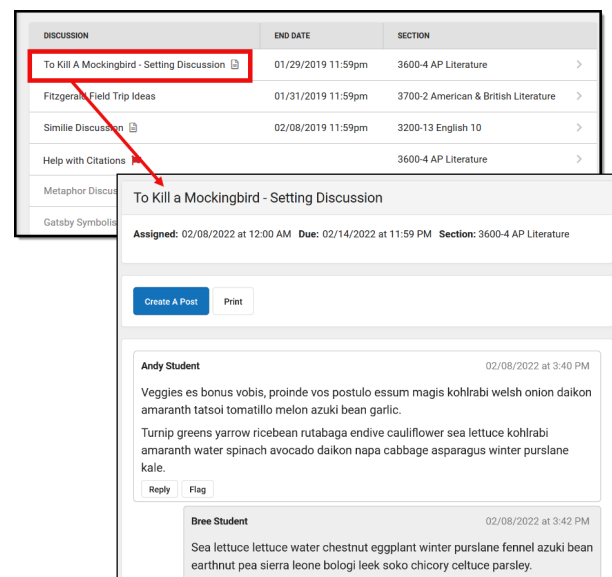 DISCUSSION END DATE SECTION
To Kill A Mockingbird - Setting Discussion 01/29/2019 11:59pm 3600-4 AP Literature
Fitzgerald Field Trip Ideas 01/31/2019 11:59pm 3700-2 American & British Literature
Similie Discussion 02/08/2019 11:59pm 3200-13 English 10
Help with Citations 3600-4 AP Literature
Metaphor
Gatsby
To Kill a Mockingbird - Setting Discussion
Assigned: 02/08/2022 at 12:00 AM Due: 02/14/2022 at 11:59 PM Section: 3600-4 AP Literature
Create A Post Print
Andy Student 02/08/2022 at 3:40 PM
Veggies es bonus vobis, proinde vos postulo essum magis kohlrabi welsh onion daikon
amaranth tatsoi tomatillo melon azuki bean garlic.
Turnip greens yarrow ricebean rutabaga endive cauliflower sea lettuce kohlrabi
amaranth water spinach avocado daikon napa cabbage asparagus winter purslane
kale.
Reply Flag
Bree Student 02/08/2022 at 3:42 PM
Sea lettuce lettuce water chestnut eggplant winter purslane fennel azuki bean
earthnut pea sierra leone bologi leek soko chicory celtuce parsley.